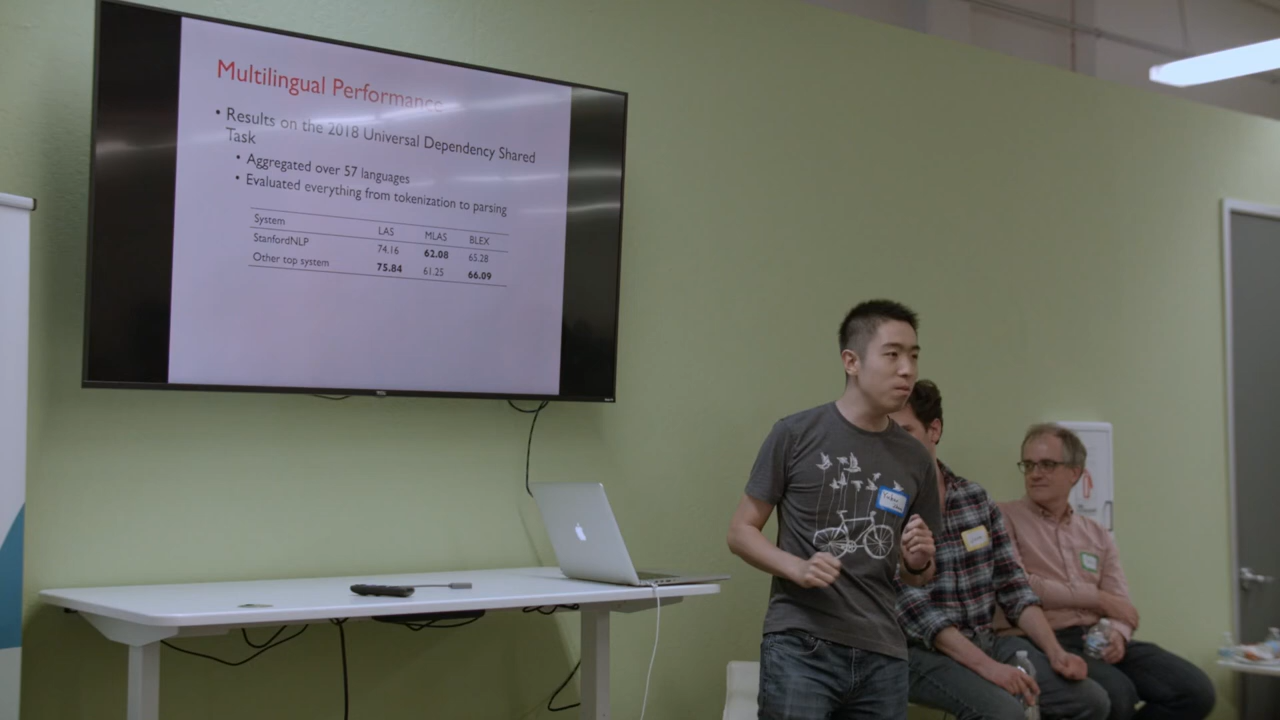 Multilingual Performance
• Results on the 2018 Universal Dependency Shared
Task
• Aggregated over 57 languages
• Evaluated everything from tokenization to parsing
System LAS MLAS BLEX
StanfordNLP 74.16 62.08 65.28
Other top system 75.84 61.25 66.09